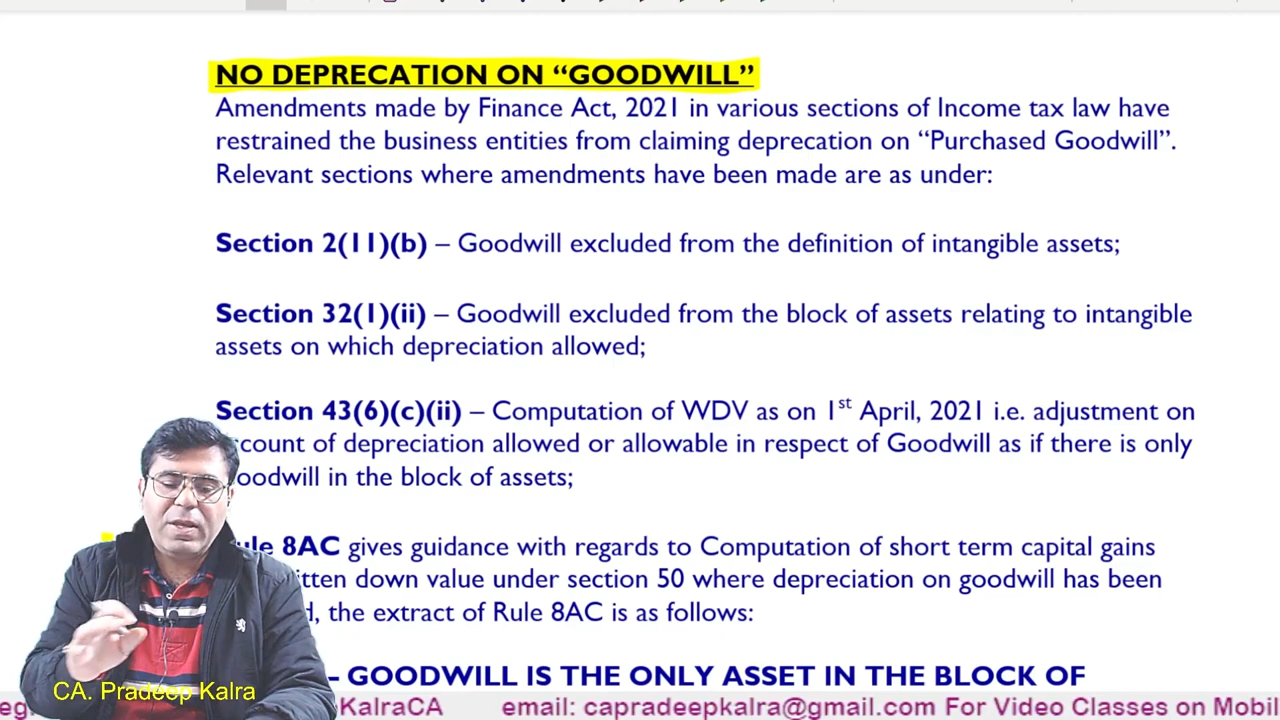 NO DEPRECATION ON “GOODWILL”
Amendments made by Finance Act, 2021 in various sections of Income tax law have
restrained the business entities from claiming deprecation on “Purchased Goodwill”.
Relevant sections where amendments have been made are as under:
Section 2(11)(b) – Goodwill excluded from the definition of intangible assets;
Section 32(1)(ii) – Goodwill excluded from the block of assets relating to intangible
assets on which depreciation allowed;
Section 43(6)(c)(ii) – Computation of WDV as on 1st April, 2021 i.e. adjustment on
count of depreciation allowed or allowable in respect of Goodwill as if there is only
oodwill in the block of assets;
ule 8AC gives guidance with regards to Computation of short term capital gains
itten down value under section 50 where depreciation on goodwill has been
, the extract of Rule 8AC is as follows:
- GOODWILL IS THE ONLY ASSET IN THE BLOCK OF
CA. Pradeep Kalra
eKalraCA email: capradeepkalra@gmail.com For Video Classes on Mobil